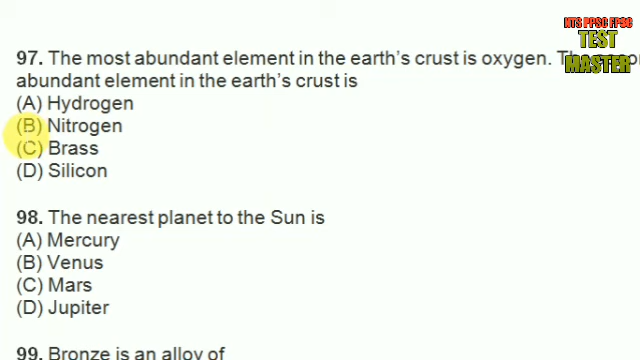 NTS PPSC FPSC
TEST
MASTER
97. The most abundant element in the earth's crust is oxygen.
abundant element in the earth's crust is
(A) Hydrogen
(B) Nitrogen
(C) Brass
(D) Silicon
98. The nearest planet to the Sun is
(A) Mercury
(B) Venus
(C) Mars
(D) Jupiter
99. Bronze is an alloy of